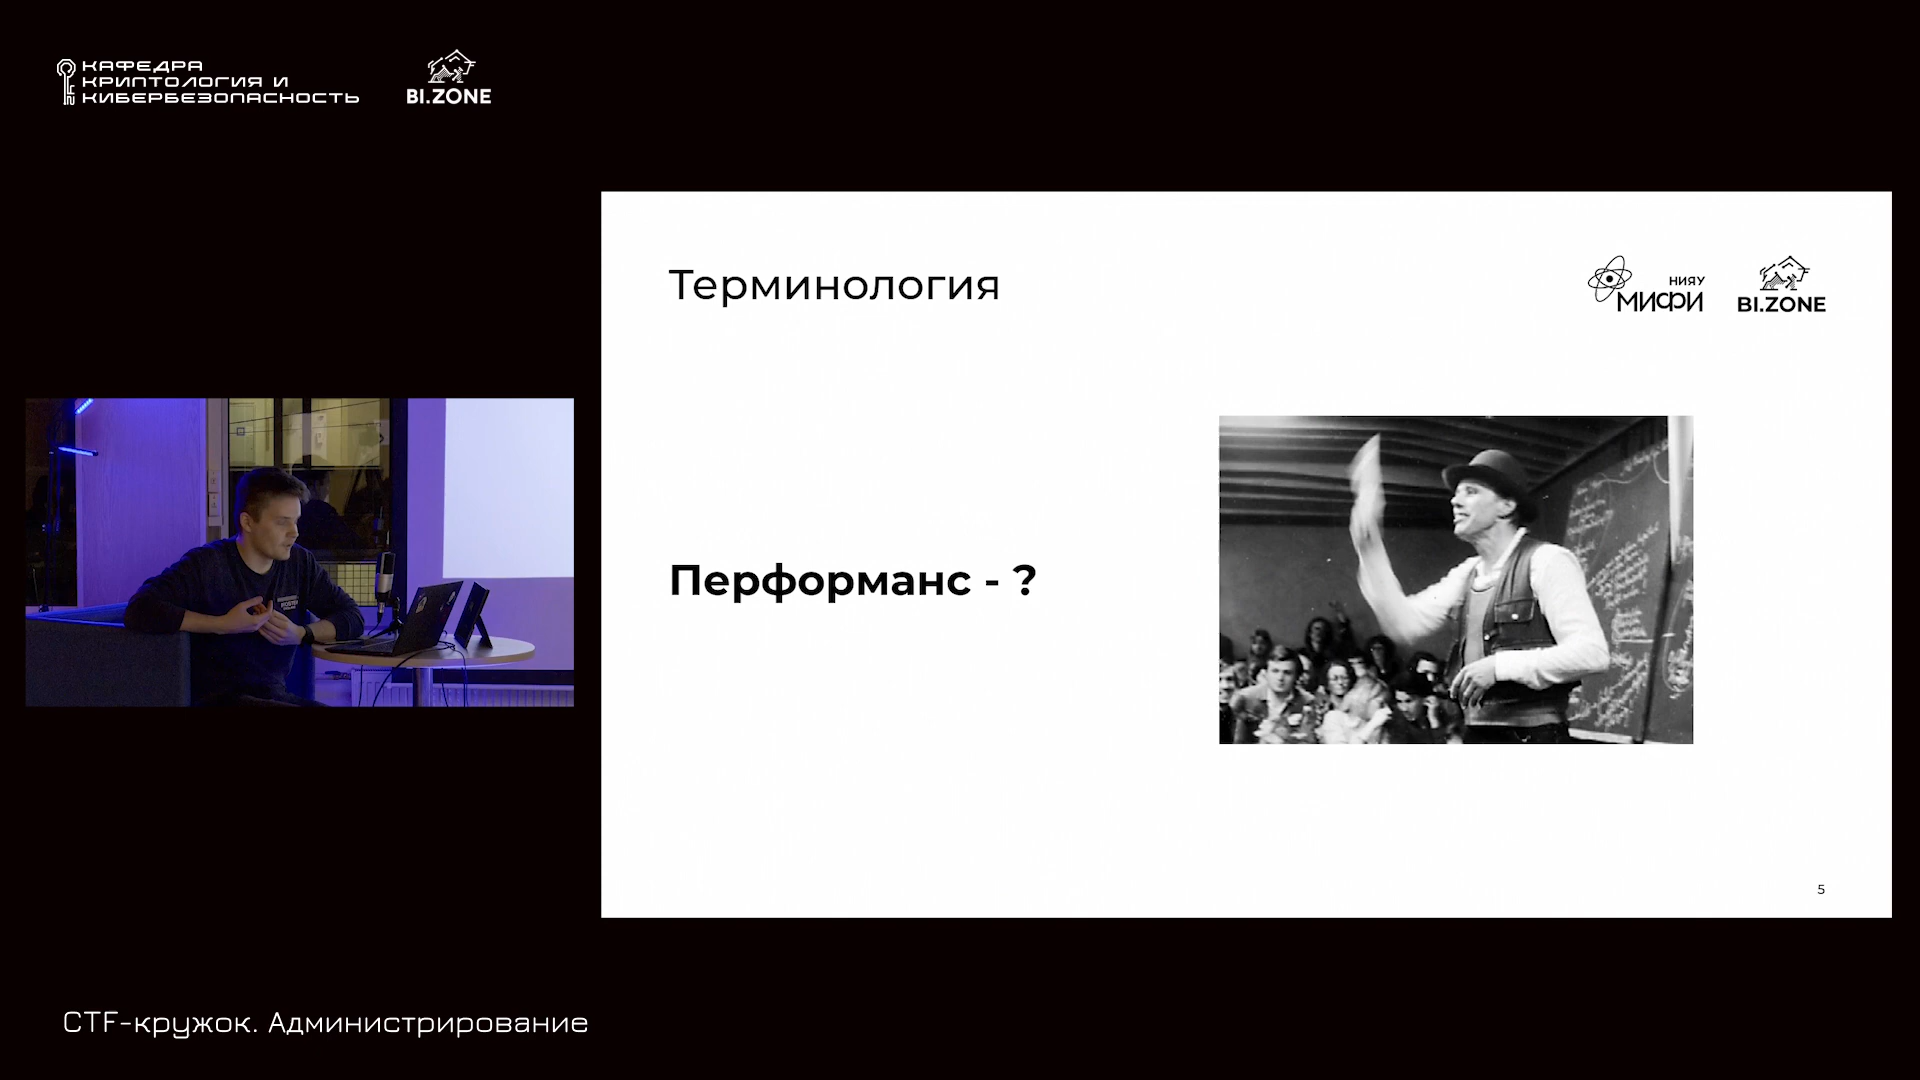 КАФЕДРА
КРИПТОЛОГИЯ И
КИБЕРБЕЗОПАСНОСТЬ
BI.ZONE
Терминология
НИЯУ
МИФИ
BI.ZONE
Перформанс - ?
5
CTF-кружок. Администрирование